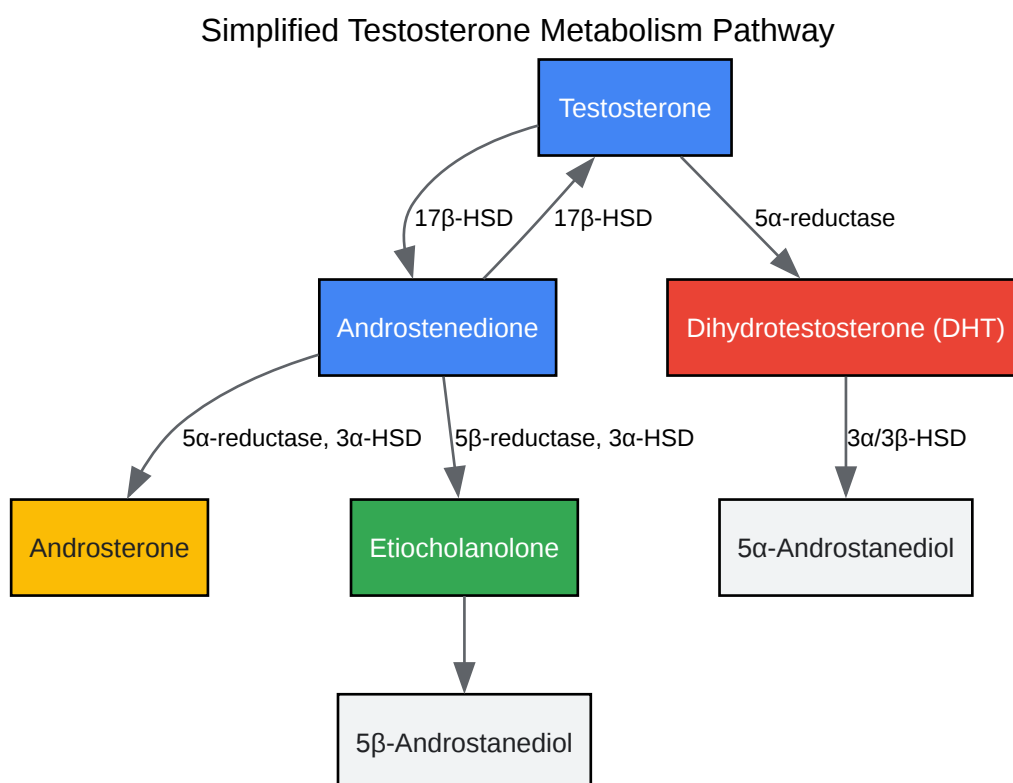 Simplified Testosterone Metabolism Pathway
Testosterone
17β-HSD
17β-HSD
5α-reductase
Androstenedione
Dihydrotestosterone (DHT)
5α-reductase, 3α-HSD
5β-reductase, 3α-HSD
3α/3β-HSD
Androsterone
Etiocholanolone
5α-Androstanediol
5β-Androstanediol